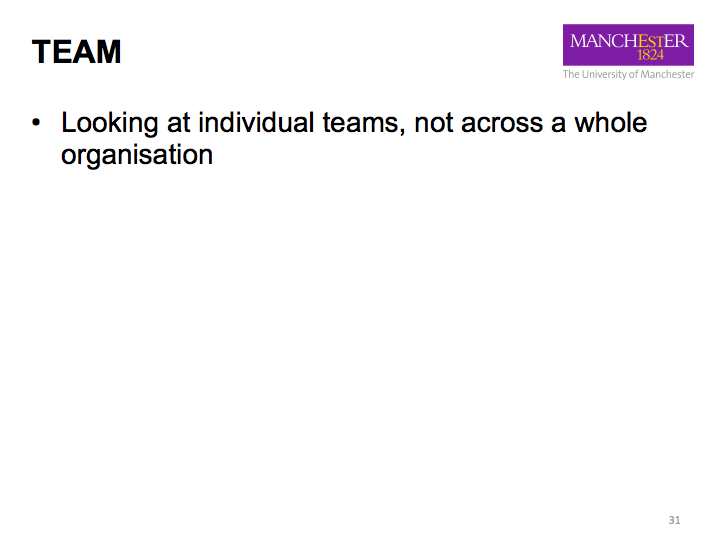 TEAM
MANCHESTER
1824
The University of Manchester
• Looking at individual teams, not across a whole
organisation
31